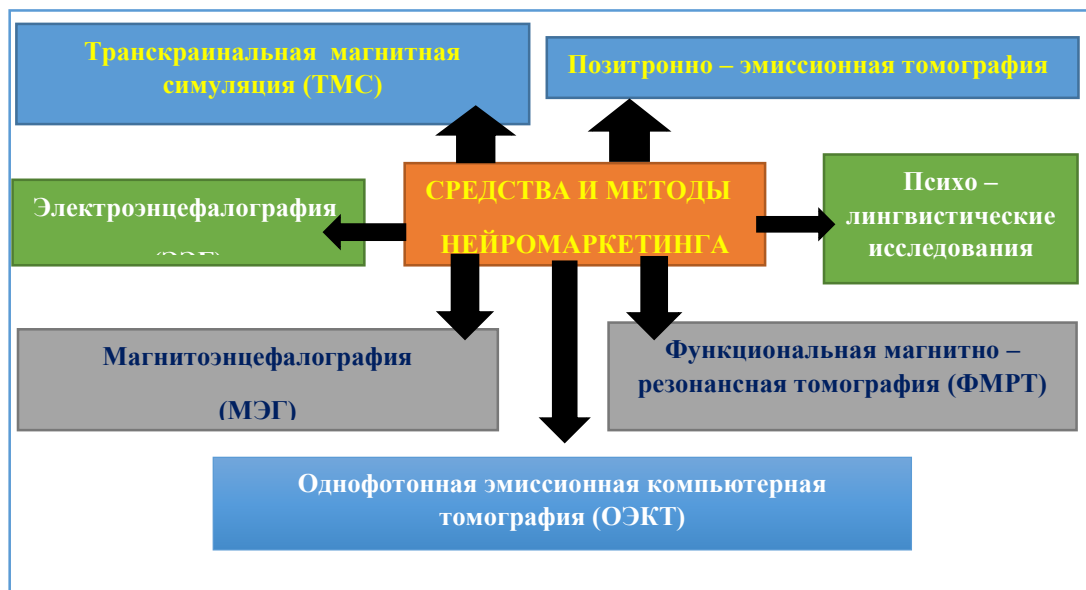 Транскраинальная магнитная
симуляция (ТМС)
Позитронно – эмиссионная томография
СРЕДСТВА И МЕТОДЫ
НЕЙРОМАРКЕТИНГА
Электроэнцефалография
Психо –
лингвистические
исследования
Магнитоэнцефалография
(МЭГ)
Функциональная магнитно –
резонансная томография (ФМРТ)
Однофотонная эмиссионная компьютерная
томография (ОЭКТ)